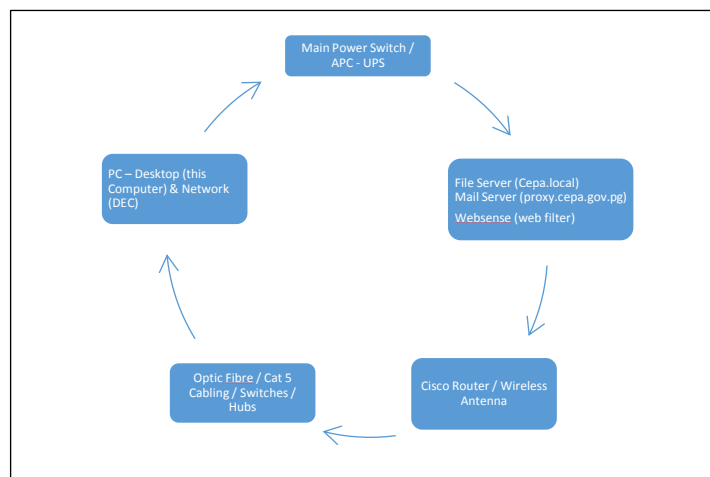 Main Power Switch /
APC - UPS
File Server (Cepa.local)
Mail Server (proxy.cepa.gov.pg)
Websense (web filter)
Cisco Router / Wireless
Antenna
Optic Fibre / Cat 5
Cabling / Switches /
Hubs
PC – Desktop (this
Computer) & Network
(DEC)